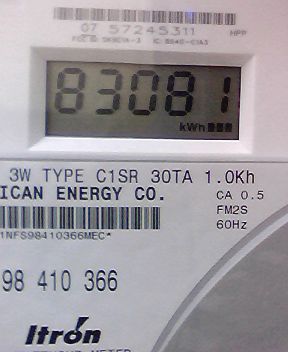 07 57245311
HPP
83081
kWh
3W TYPE C1SR 30TA 1.0Kh
ICAN ENERGY CO.
CA 0.5
FM2S
60Hz
1NFS98410366MEC*
98 410 366
Itron